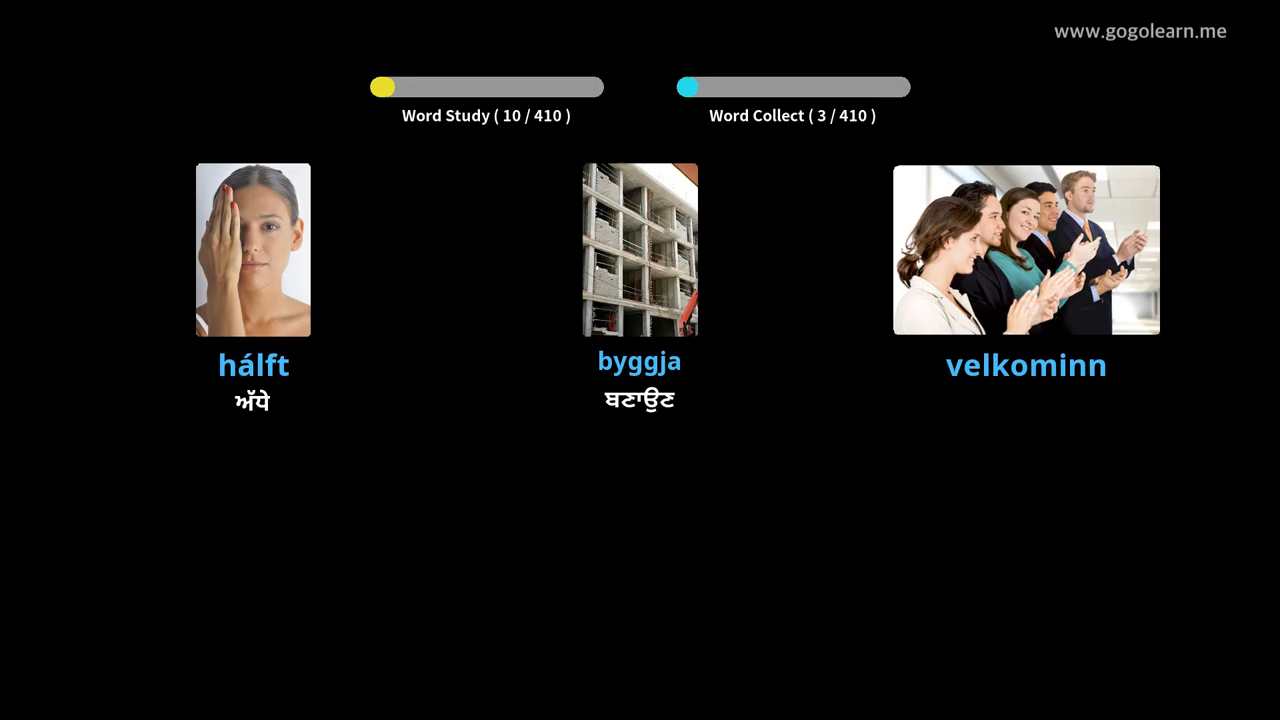 www.gogolearn.me
Word Study ( 10 / 410 )
Word Collect ( 3 / 410 )
hálft
ਅੱਧੇ
byggja
ਬਣਾਉਣ
velkominn